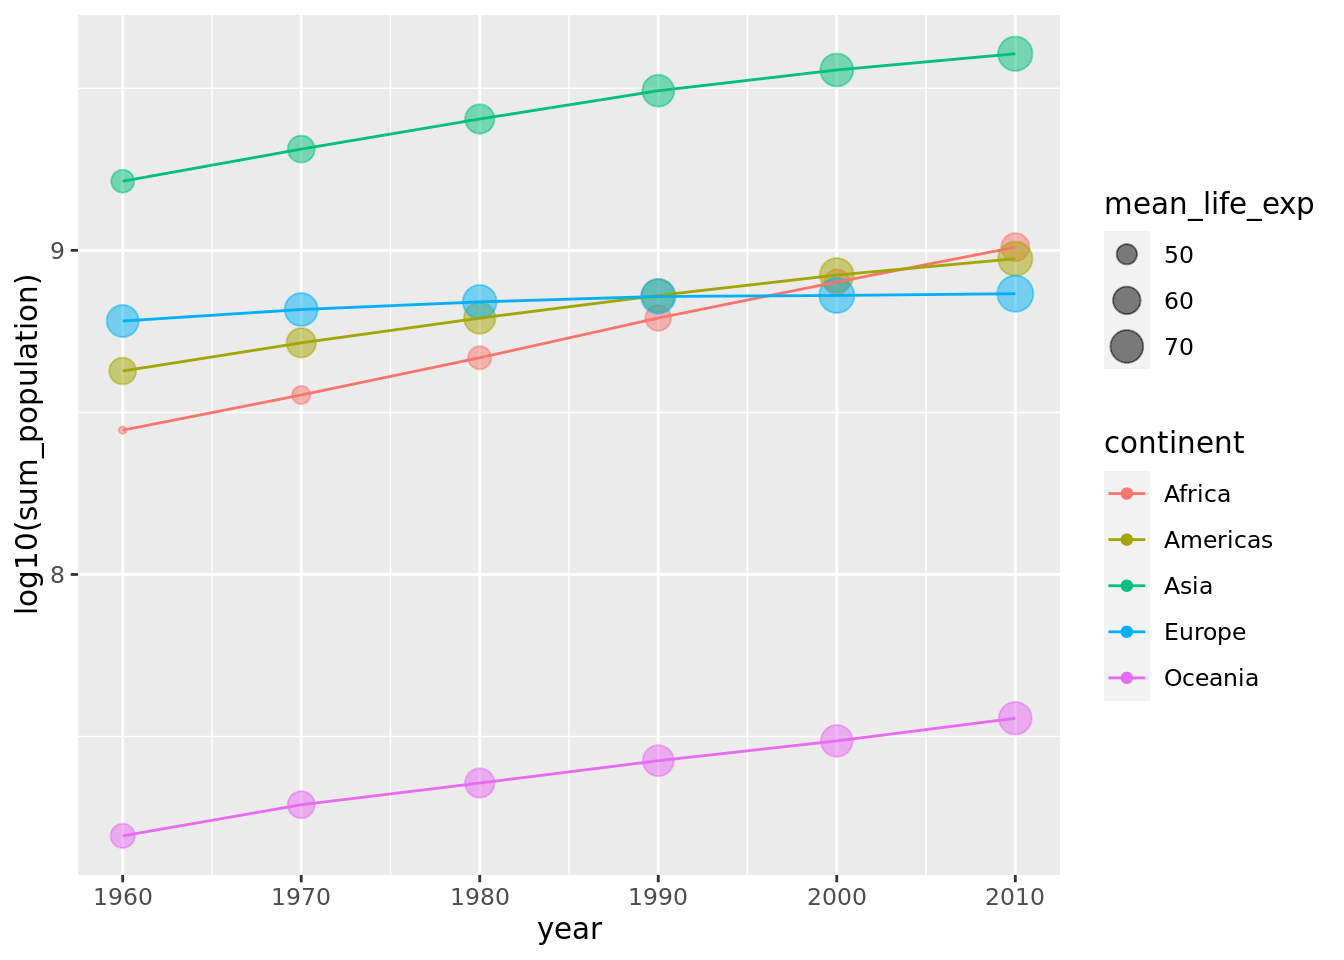 log10(sum_population)
9
8
1960 1970 1980 1990 2000 2010
year
mean_life_exp
50
60
70
continent
Africa
Americas
Asia
Europe
Oceania